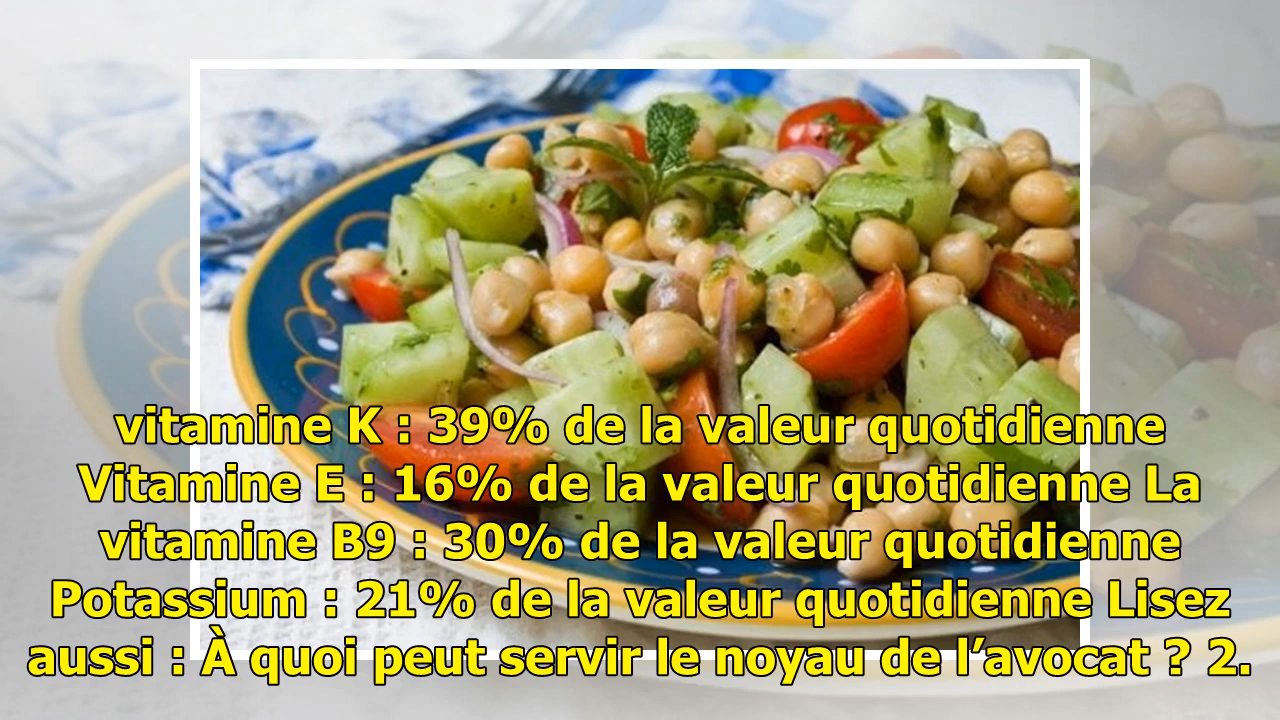 vitamine K : 39% de la valeur quotidienne
Vitamine E : 16% de la valeur quotidienne La
vitamine B9 : 30% de la valeur quotidienne
Potassium : 21% de la valeur quotidienne Lisez
aussi : À quoi peut servir le noyau de l’avocat ? 2.